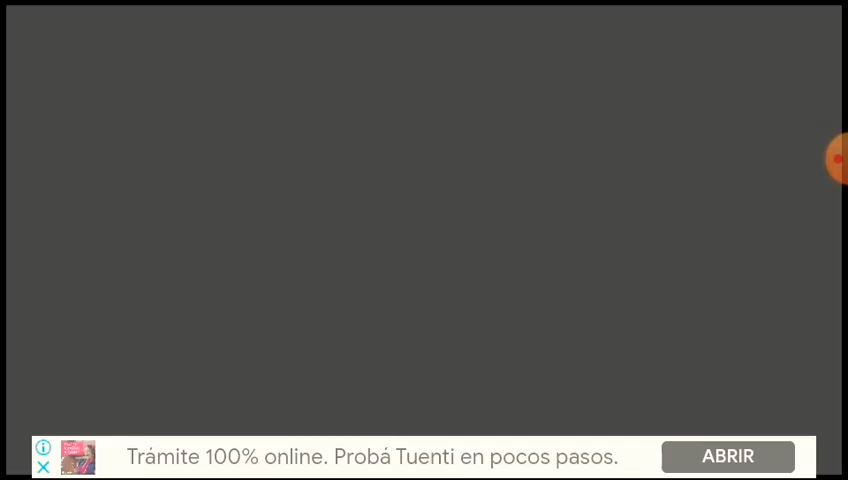 Trámite 100% online. Probá Tuenti en pocos pasos.
ABRIR